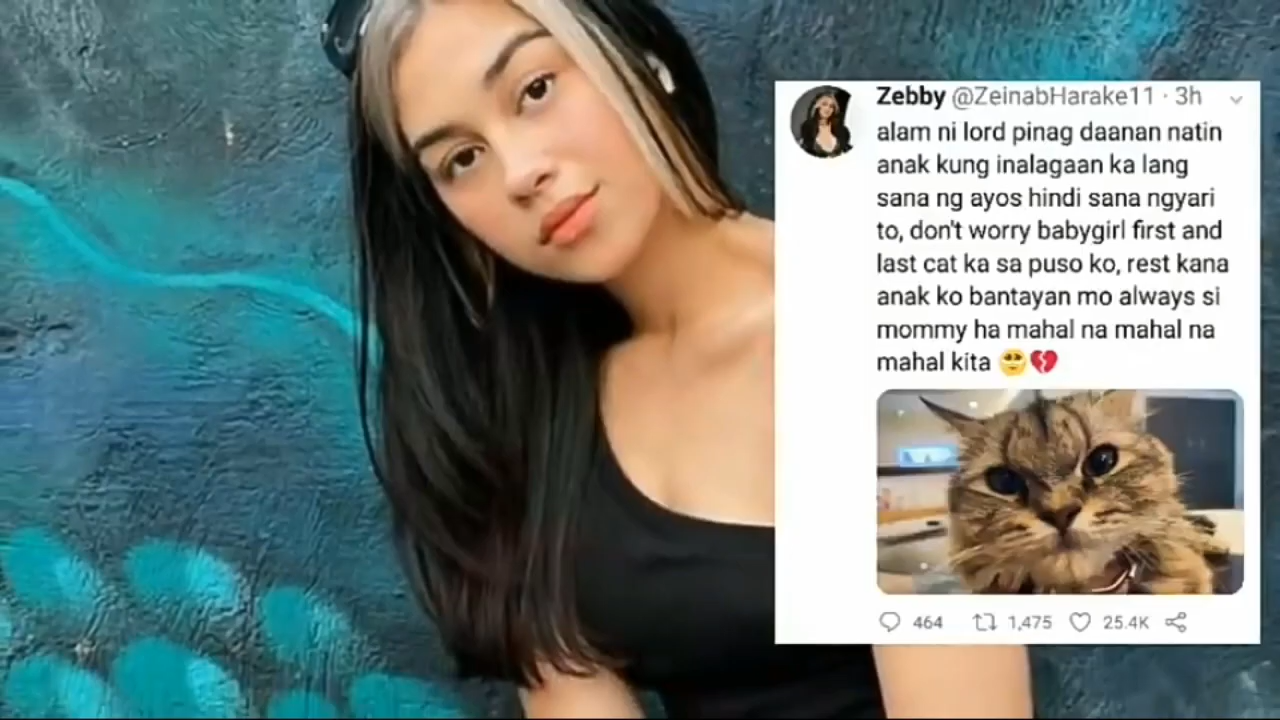 Zebby @ZeinabHarake11 · 3h
alam ni lord pinag daanan natin
anak kung inalagaan ka lang
sana ng ayos hindi sana ngyari
to, don't worry babygirl first and
last cat ka sa puso ko, rest kana
anak ko bantayan mo always si
mommy ha mahal na mahal na
mahal kita 🥺💔
464 1,475 25.4K